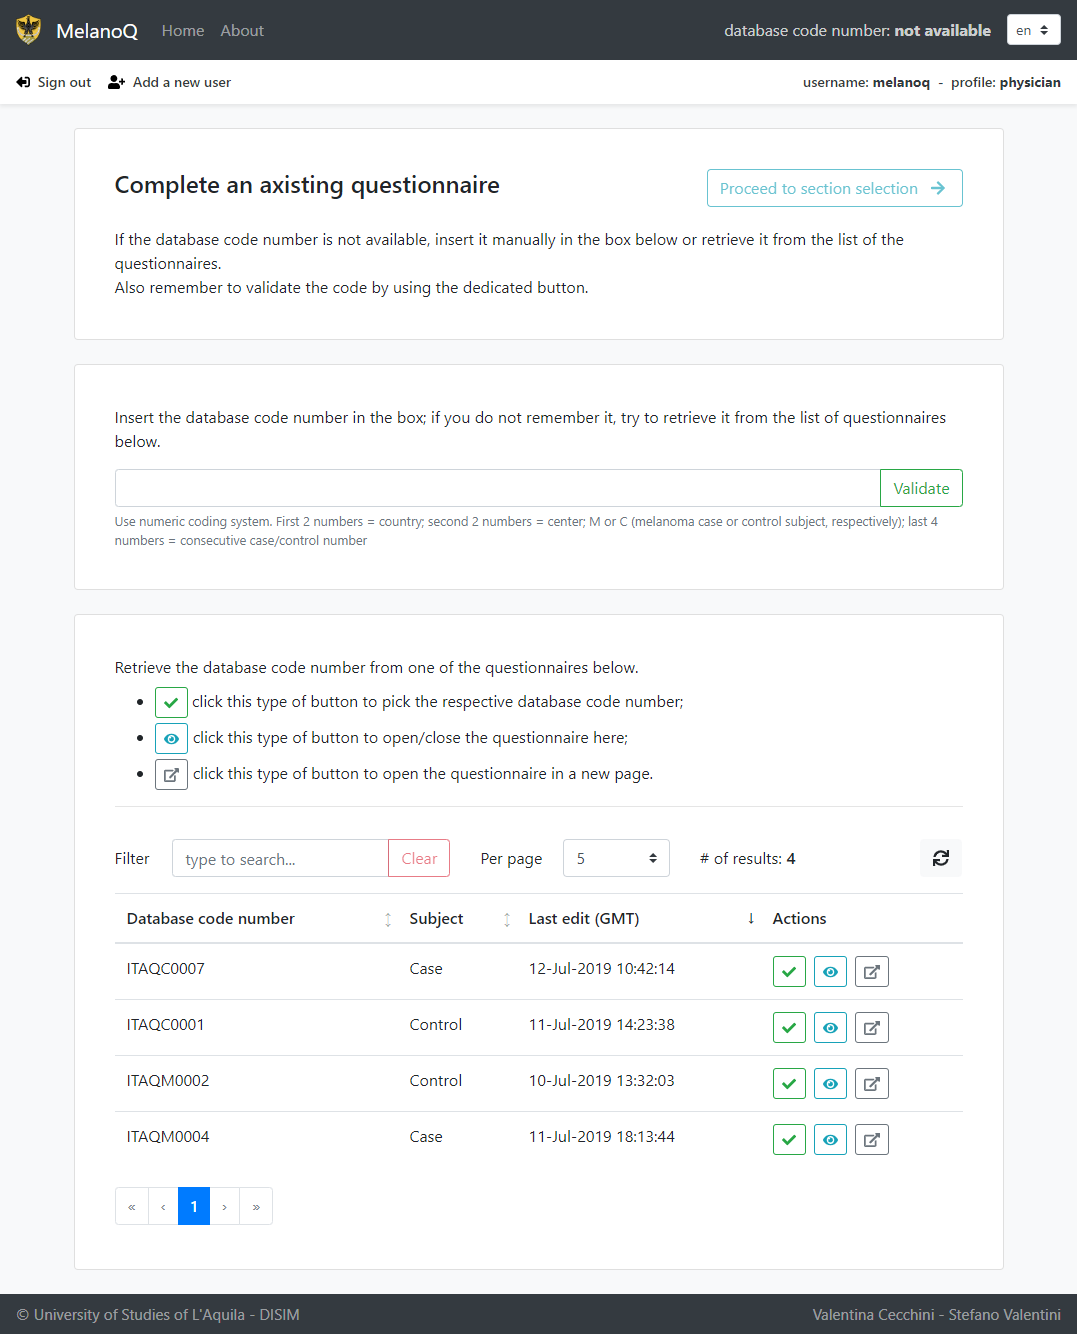 MelanoQ Home About database code number: not available en
Sign out Add a new user username: melanoq - profile: physician
Complete an axisting questionnaire
Proceed to section selection
If the database code number is not available, insert it manually in the box below or retrieve it from the list of the
questionnaires.
Also remember to validate the code by using the dedicated button.
Insert the database code number in the box; if you do not remember it, try to retrieve it from the list of questionnaires
below.
Validate
Use numeric coding system. First 2 numbers = country; second 2 numbers = center; M or C (melanoma case or control subject, respectively); last 4
numbers = consecutive case/control number
Retrieve the database code number from one of the questionnaires below.
• click this type of button to pick the respective database code number;
• click this type of button to open/close the questionnaire here;
• click this type of button to open the questionnaire in a new page.
Filter type to search... Clear Per page 5 # of results: 4
Database code number Subject Last edit (GMT) Actions
ITAQC0007 Case 12-Jul-2019 10:42:14
ITAQC0001 Control 11-Jul-2019 14:23:38
ITAQM0002 Control 10-Jul-2019 13:32:03
ITAQM0004 Case 11-Jul-2019 18:13:44
« ‹ 1 › »
© University of Studies of L'Aquila - DISIM Valentina Cecchini - Stefano Valentini